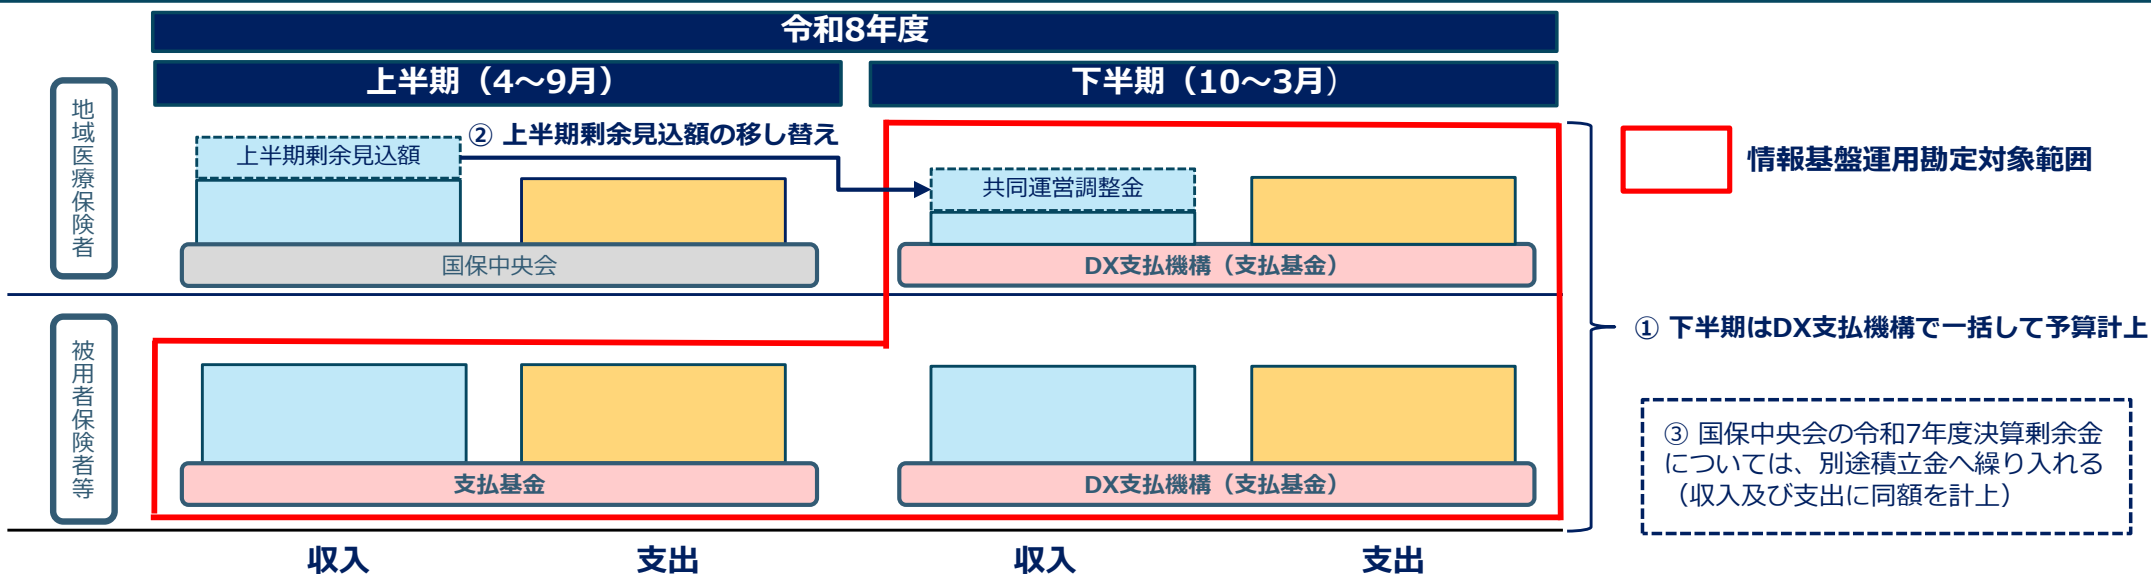 令和8年度
上半期（4～9月）
下半期（10～3月）
地域医療保険者
上半期剰余見込額
② 上半期剰余見込額の移し替え
共同運営調整金
国保中央会
DX支払機構（支払基金）
情報基盤運用勘定対象範囲
① 下半期はDX支払機構で一括して予算計上
被用者保険者等
支払基金
DX支払機構（支払基金）
③ 国保中央会の令和7年度決算剰余金
については、別途積立金へ繰り入れる
（収入及び支出に同額を計上）
収入
支出
収入
支出